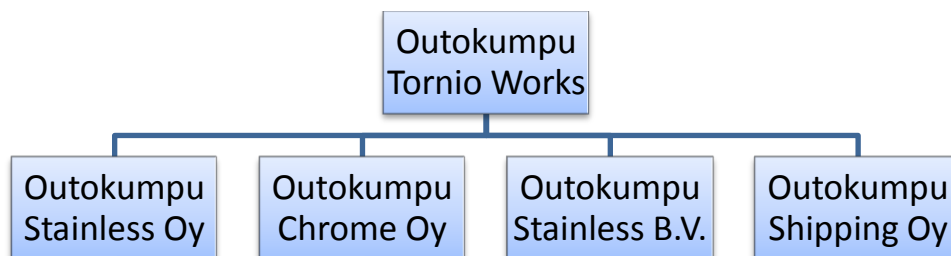 Outokumpu
Tornio Works
Outokumpu
Stainless Oy
Outokumpu
Chrome Oy
Outokumpu
Stainless B.V.
Outokumpu
Shipping Oy